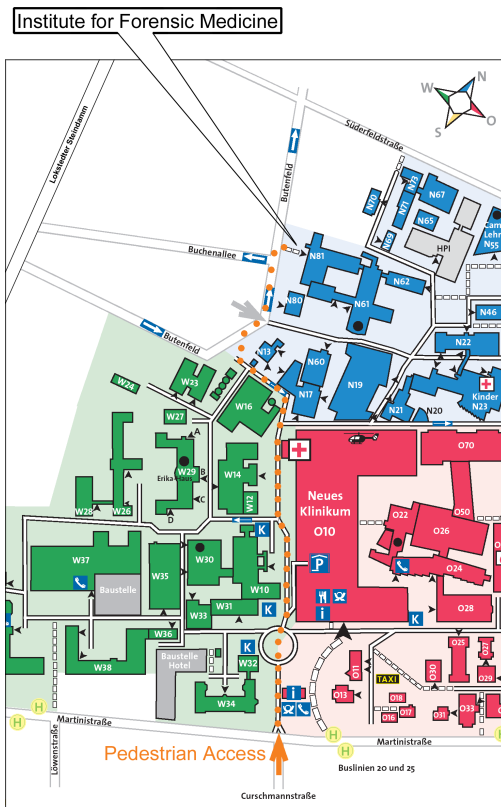 Institute for Forensic Medicine
Lokstedter Steindamm
Butenfeld
Süderfeldstraße
N
W
O
S
N73
N70
N67
N71
N65
N69
HPI
Lehr
N55
Buchenallee
N81
N62
N80
N61
N46
Butenfeld
N22
N13
N60
W23
W24
N19
Kinder
N23
N17
W16
N21
N20
W27
A
O70
W29
Erika-Haus
B
W14
Neues
Klinikum
O10
C
W12
D
W28
W26
O50
O22
O26
K
W37
W30
P
O24
W35
Baustelle
W10
W31
K
i
K
O28
W33
W36
K
O25
O27
Baustelle
Hotel
W32
O11
W38
TAXI
O30
O29
W34
i
O13
O18
O33
O16
O17
O31
H
H
Martinistraße
Löwenstraße
Pedestrian Access
H
H
Martinistraße
Buslinien 20 und 25
Curschmannstraße